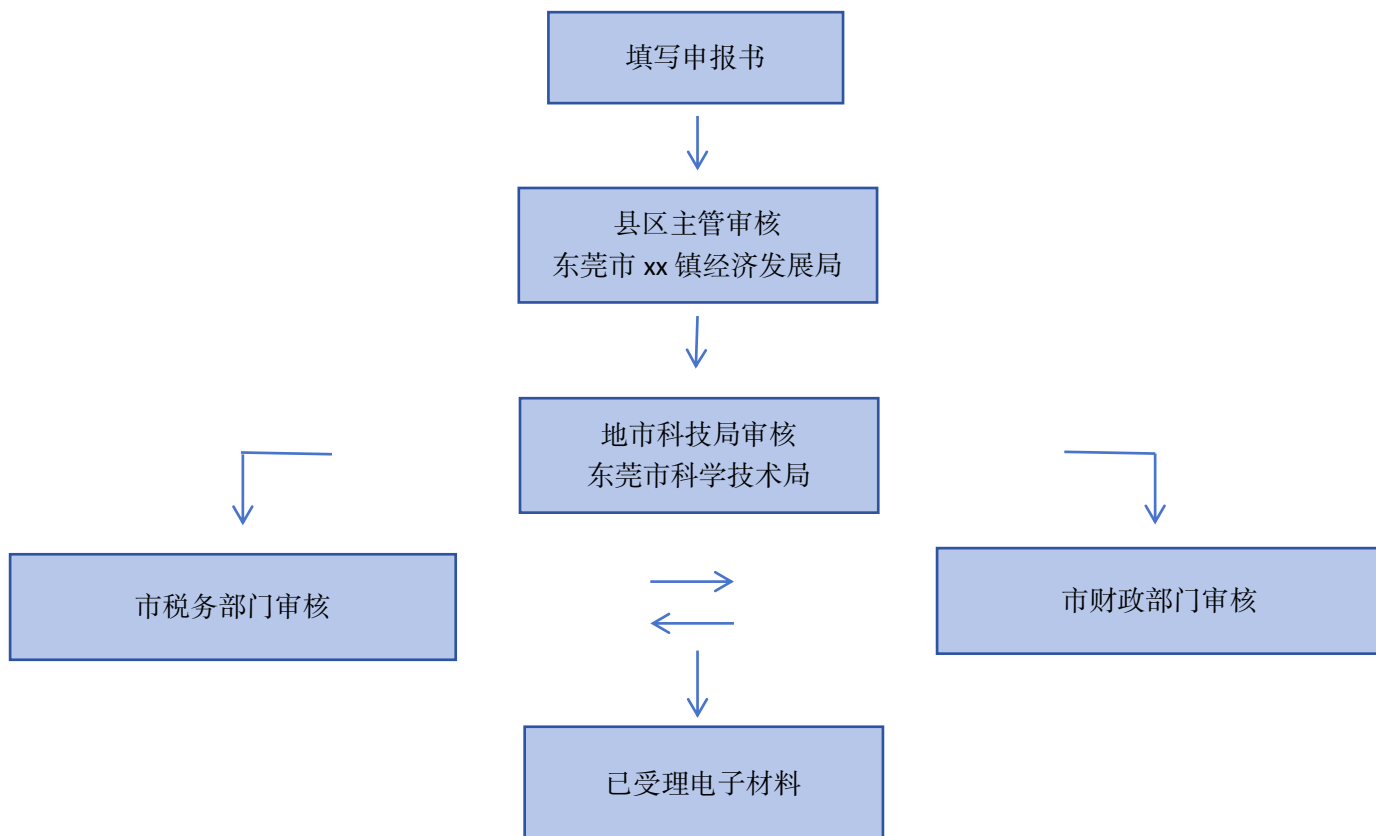 填写申报书
县区主管审核
东莞市 xx 镇经济发展局
地市科技局审核
东莞市科学技术局
市税务部门审核
市财政部门审核
已受理电子材料